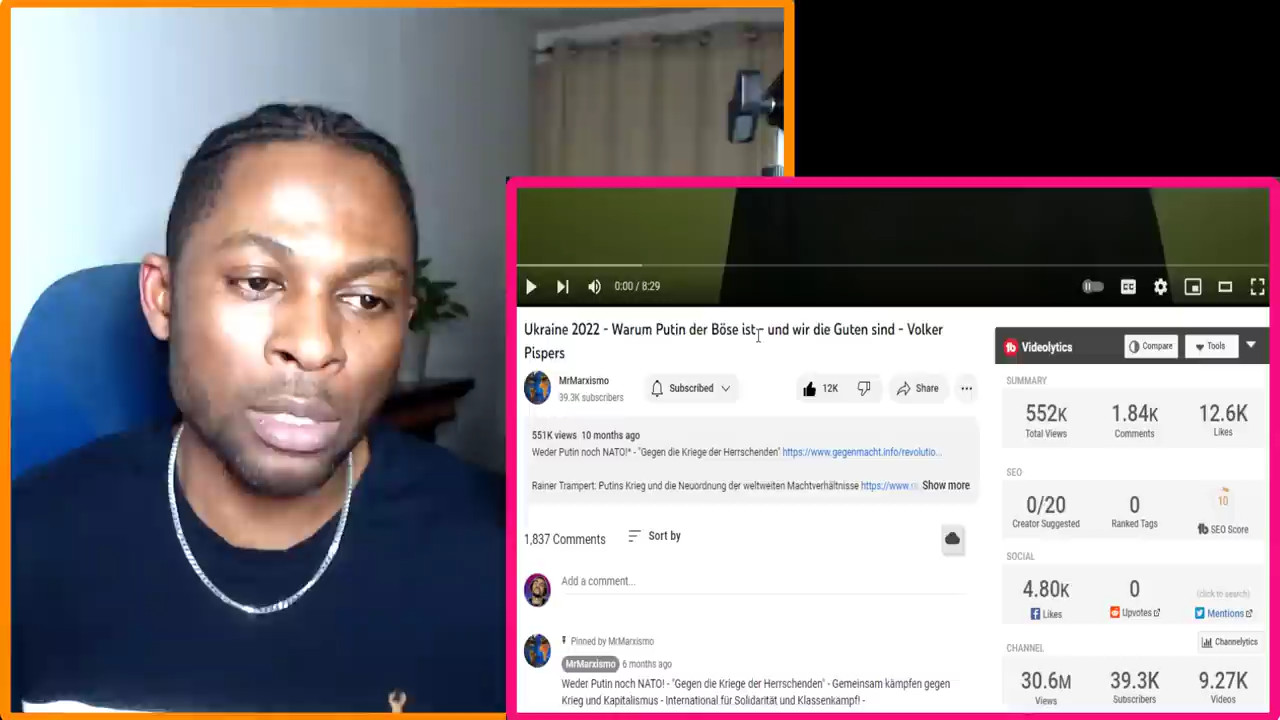 0:00 / 8:29
CC
Ukraine 2022 - Warum Putin der Böse ist - und wir die Guten sind - Volker
Pispers
MrMarxismo
39.3K subscribers
Subscribed
12K
Share
551K views 10 months ago
Weder Putin noch NATO!* - "Gegen die Kriege der Herrschenden" https://www.gegenmacht.info/revolutio...
Rainer Trampert: Putins Krieg und die Neuordnung der weltweiten Machtverhältnisse https://www.
Show more
1,837 Comments
Sort by
Add a comment...
Pinned by MrMarxismo
MrMarxismo 6 months ago
Weder Putin noch NATO! - "Gegen die Kriege der Herrschenden" - Gemeinsam kämpfen gegen
Krieg und Kapitalismus - International für Solidarität und Klassenkampf! -
tb Videolytics
Compare
Tools
SUMMARY
552K 1.84K 12.6K
Total Views Comments Likes
SEO
0/20 0 10
Creator Suggested Ranked Tags tb SEO Score
SOCIAL
4.80K 0 (click to search)
Likes Upvotes Mentions
CHANNEL
Channelytics
30.6M 39.3K 9.27K
Views Subscribers Videos